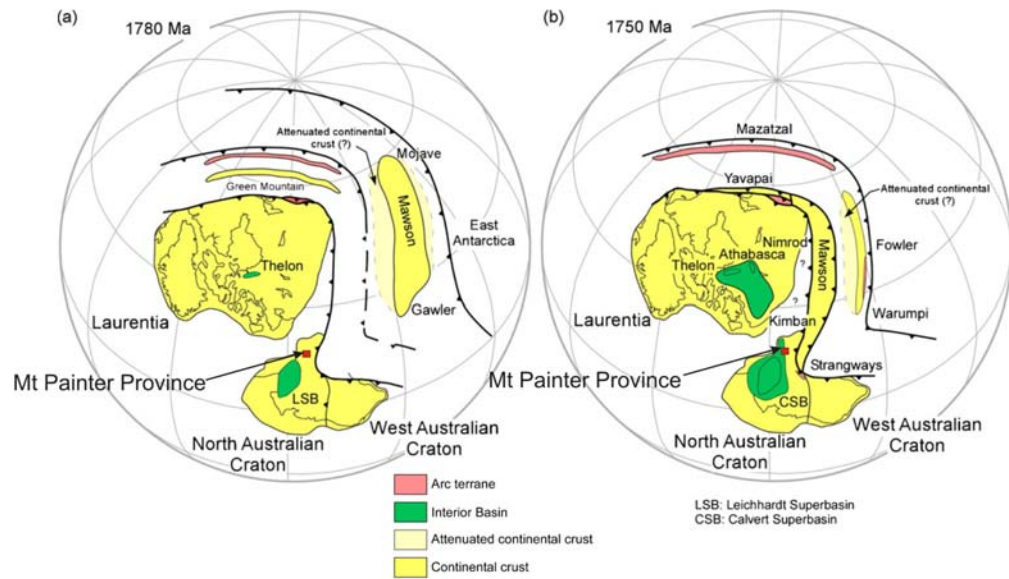 (a)
1780 Ma
Attenuated continental
crust (?)
Mojave
Green Mountain
Mawson
East
Antarctica
Thelon
Gawler
Laurentia
Mt Painter Province
LSB
North Australian
Craton
West Australian
Craton
(b)
1750 Ma
Mazatzal
Yavapai
Attenuated continental
crust (?)
Nimrod
Athabasca
Thelon
?
Mawson
Fowler
?
Laurentia
Kimban
Warumpi
Mt Painter Province
Strangways
CSB
North Australian
Craton
West Australian
Craton
Arc terrane
Interior Basin
Attenuated continental crust
Continental crust
LSB: Leichhardt Superbasin
CSB: Calvert Superbasin